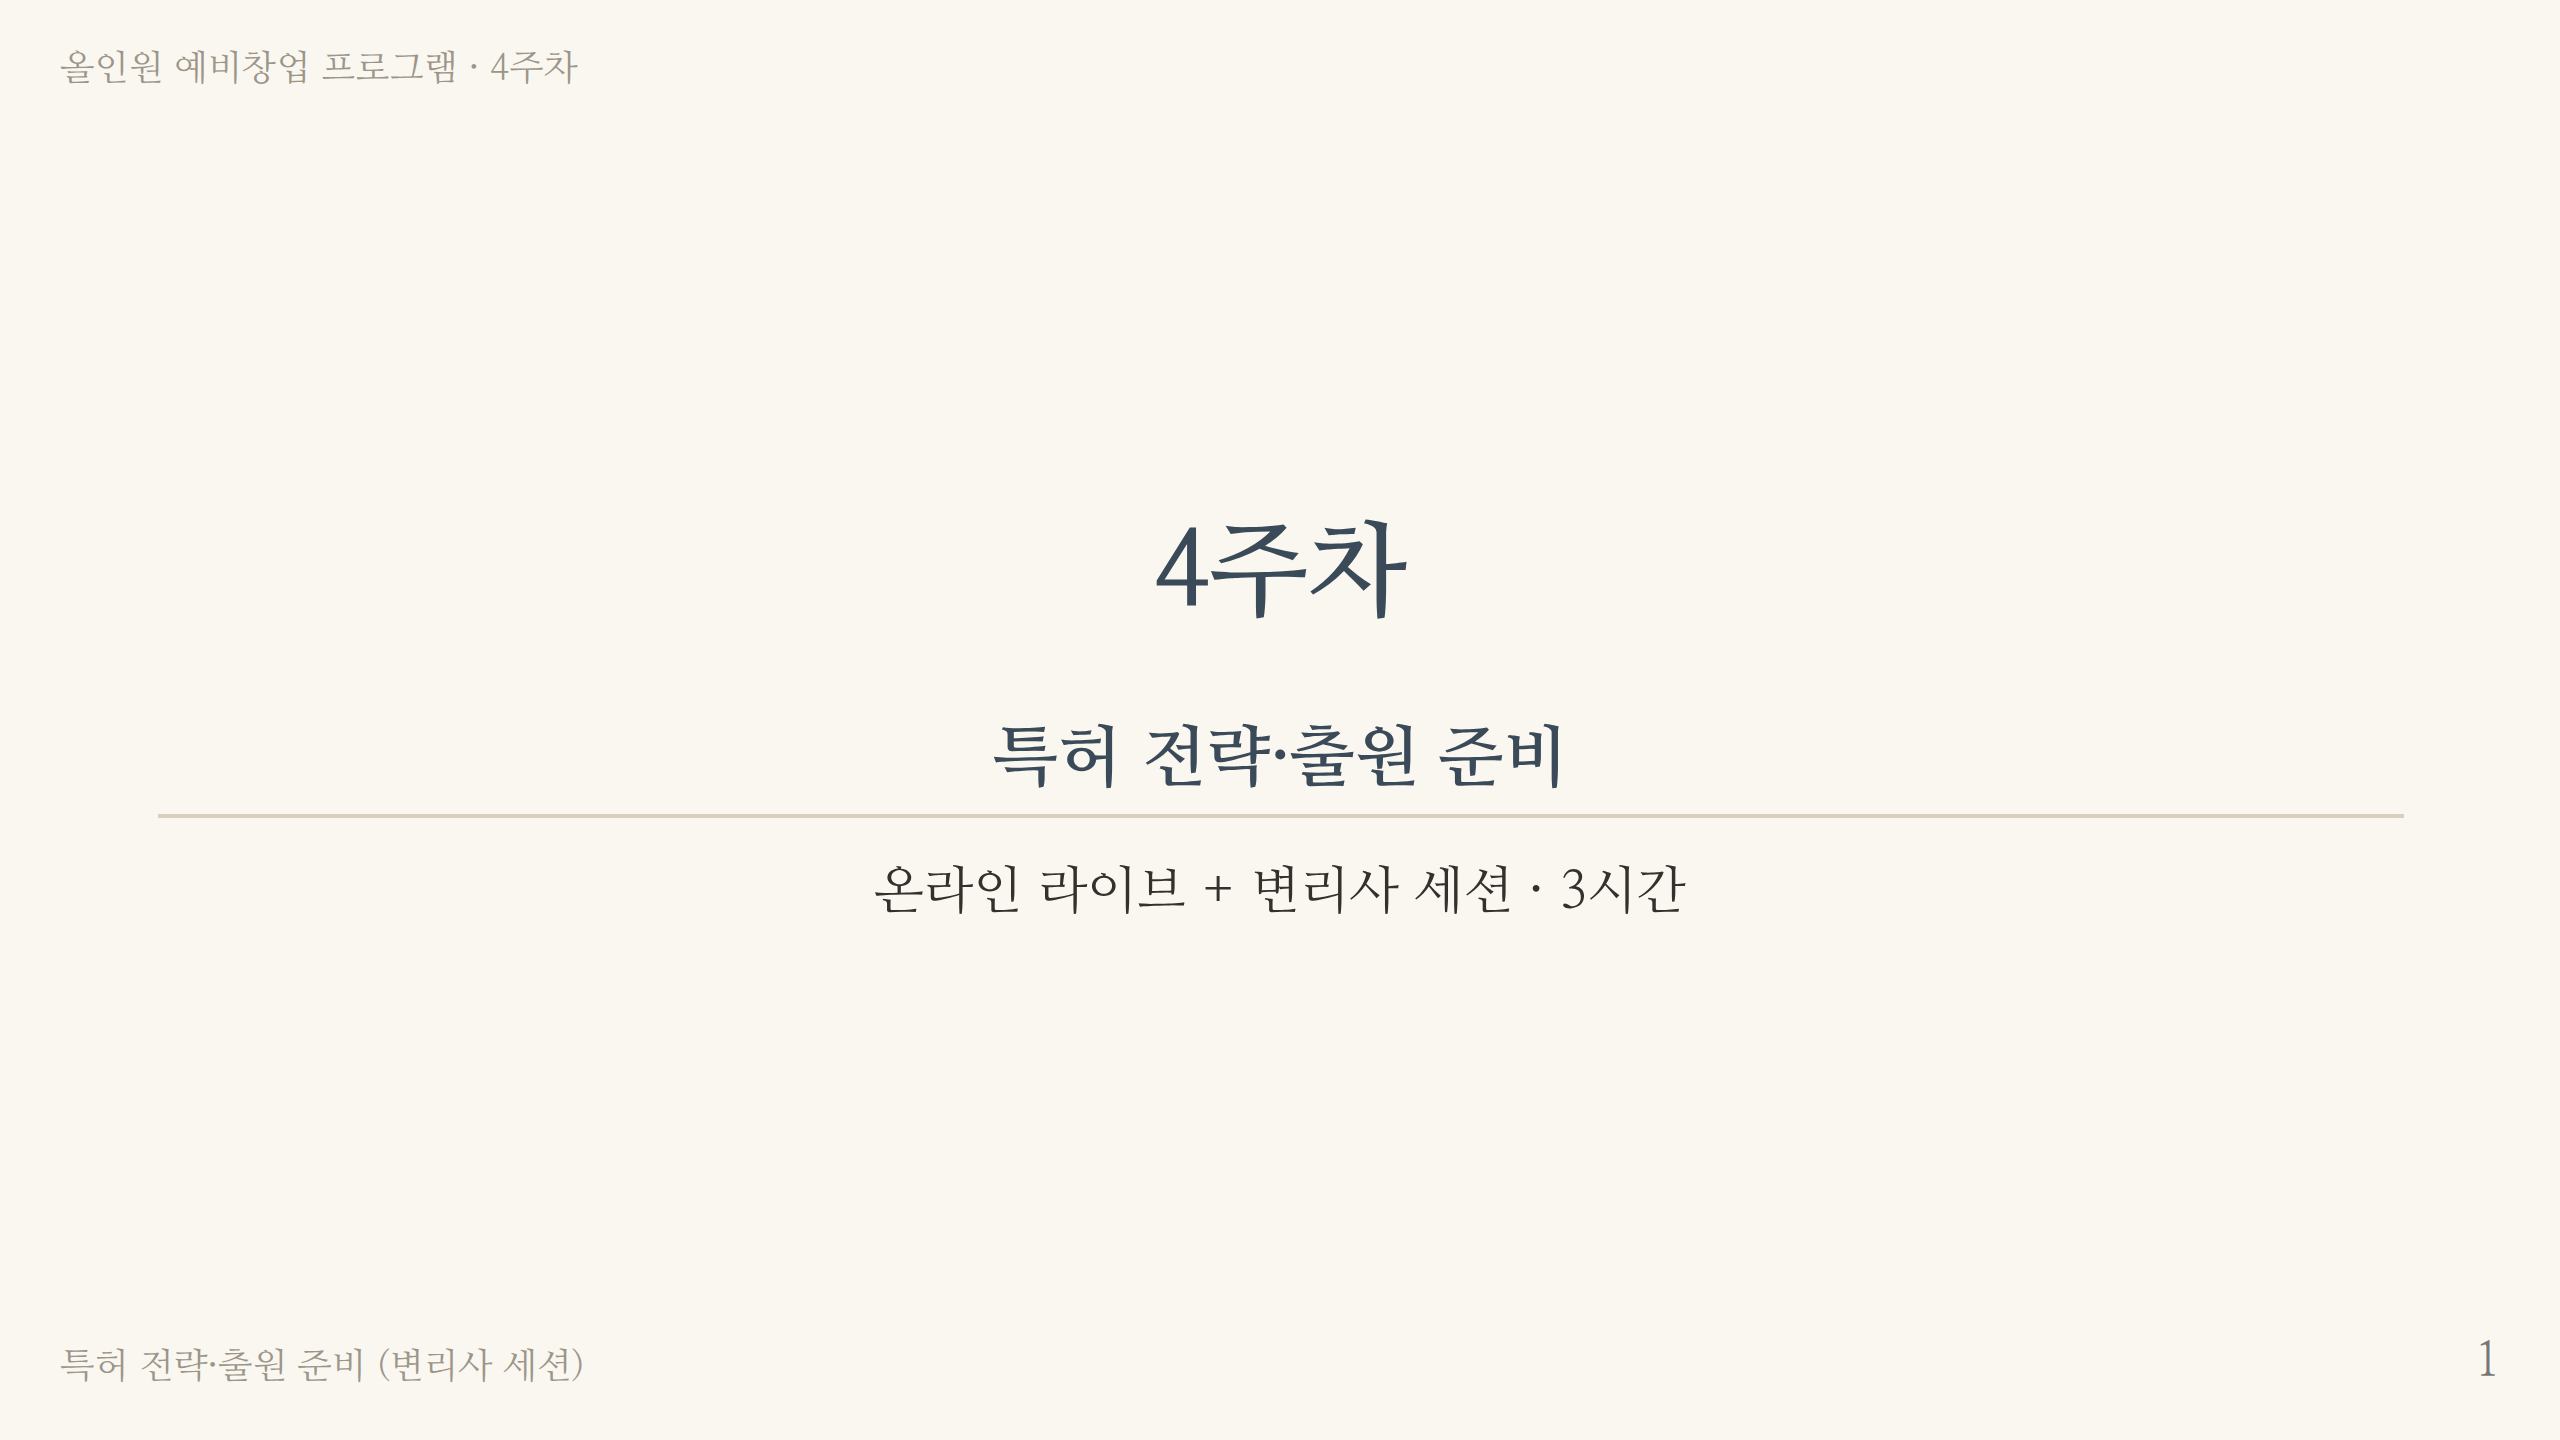 올인원 예비창업 프로그램 · 4주차
4주차
특허 전략·출원 준비
온라인 라이브 + 변리사 세션 · 3시간
특허 전략·출원 준비 (변리사 세션)
1